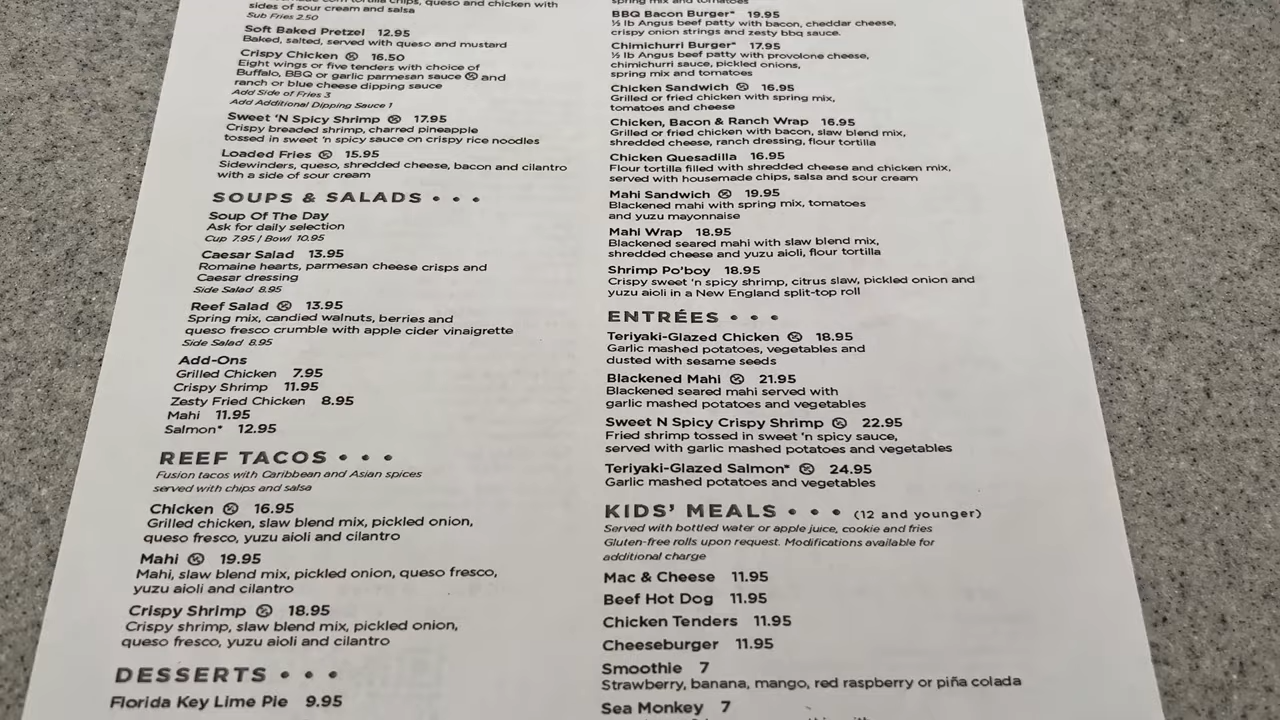 tortilla chips, queso and chicken with
sides of sour cream and salsa
Sub Fries 2.50
Soft Baked Pretzel 12.95
Baked, salted, served with queso and mustard
Crispy Chicken 16.50
Eight wings or five tenders with choice of
Buffalo, BBQ or garlic parmesan sauce and
ranch or blue cheese dipping sauce
Add Side of Fries 3
Add Additional Dipping Sauce 1
Sweet 'N Spicy Shrimp 17.95
Crispy breaded shrimp, charred pineapple
tossed in sweet 'n spicy sauce on crispy rice noodles
Loaded Fries 15.95
Sidewinders, queso, shredded cheese, bacon and cilantro
with a side of sour cream
SOUPS & SALADS • • •
Soup Of The Day
Ask for daily selection
Cup 7.95 / Bowl 10.95
Caesar Salad 13.95
Romaine hearts, parmesan cheese crisps and
Caesar dressing
Side Salad 8.95
Reef Salad 13.95
Spring mix, candied walnuts, berries and
queso fresco crumble with apple cider vinaigrette
Side Salad 8.95
Add-Ons
Grilled Chicken 7.95
Crispy Shrimp 11.95
Zesty Fried Chicken 8.95
Mahi 11.95
Salmon* 12.95
REEF TACOS • • •
Fusion tacos with Caribbean and Asian spices
served with chips and salsa
Chicken 16.95
Grilled chicken, slaw blend mix, pickled onion,
queso fresco, yuzu aioli and cilantro
Mahi 19.95
Mahi, slaw blend mix, pickled onion, queso fresco,
yuzu aioli and cilantro
Crispy Shrimp 18.95
Crispy shrimp, slaw blend mix, pickled onion,
queso fresco, yuzu aioli and cilantro
DESSERTS • • •
Florida Key Lime Pie 9.95
spring mix and tomatoes
BBQ Bacon Burger* 19.95
½ lb Angus beef patty with bacon, cheddar cheese,
crispy onion strings and zesty bbq sauce.
Chimichurri Burger* 17.95
½ lb Angus beef patty with provolone cheese,
chimichurri sauce, pickled onions,
spring mix and tomatoes
Chicken Sandwich 16.95
Grilled or fried chicken with spring mix,
tomatoes and cheese
Chicken, Bacon & Ranch Wrap 16.95
Grilled or fried chicken with bacon, slaw blend mix,
shredded cheese, ranch dressing, flour tortilla
Chicken Quesadilla 16.95
Flour tortilla filled with shredded cheese and chicken mix,
served with housemade chips, salsa and sour cream
Mahi Sandwich 19.95
Blackened mahi with spring mix, tomatoes
and yuzu mayonnaise
Mahi Wrap 18.95
Blackened seared mahi with slaw blend mix,
shredded cheese and yuzu aioli, flour tortilla
Shrimp Po'boy 18.95
Crispy sweet 'n spicy shrimp, citrus slaw, pickled onion and
yuzu aioli in a New England split-top roll
ENTRÉES • • •
Teriyaki-Glazed Chicken 18.95
Garlic mashed potatoes, vegetables and
dusted with sesame seeds
Blackened Mahi 21.95
Blackened seared mahi served with
garlic mashed potatoes and vegetables
Sweet N Spicy Crispy Shrimp 22.95
Fried shrimp tossed in sweet 'n spicy sauce,
served with garlic mashed potatoes and vegetables
Teriyaki-Glazed Salmon* 24.95
Garlic mashed potatoes and vegetables
KIDS' MEALS • • • (12 and younger)
Served with bottled water or apple juice, cookie and fries
Gluten-free rolls upon request. Modifications available for
additional charge
Mac & Cheese 11.95
Beef Hot Dog 11.95
Chicken Tenders 11.95
Cheeseburger 11.95
Smoothie 7
Strawberry, banana, mango, red raspberry or piña colada
Sea Monkey 7